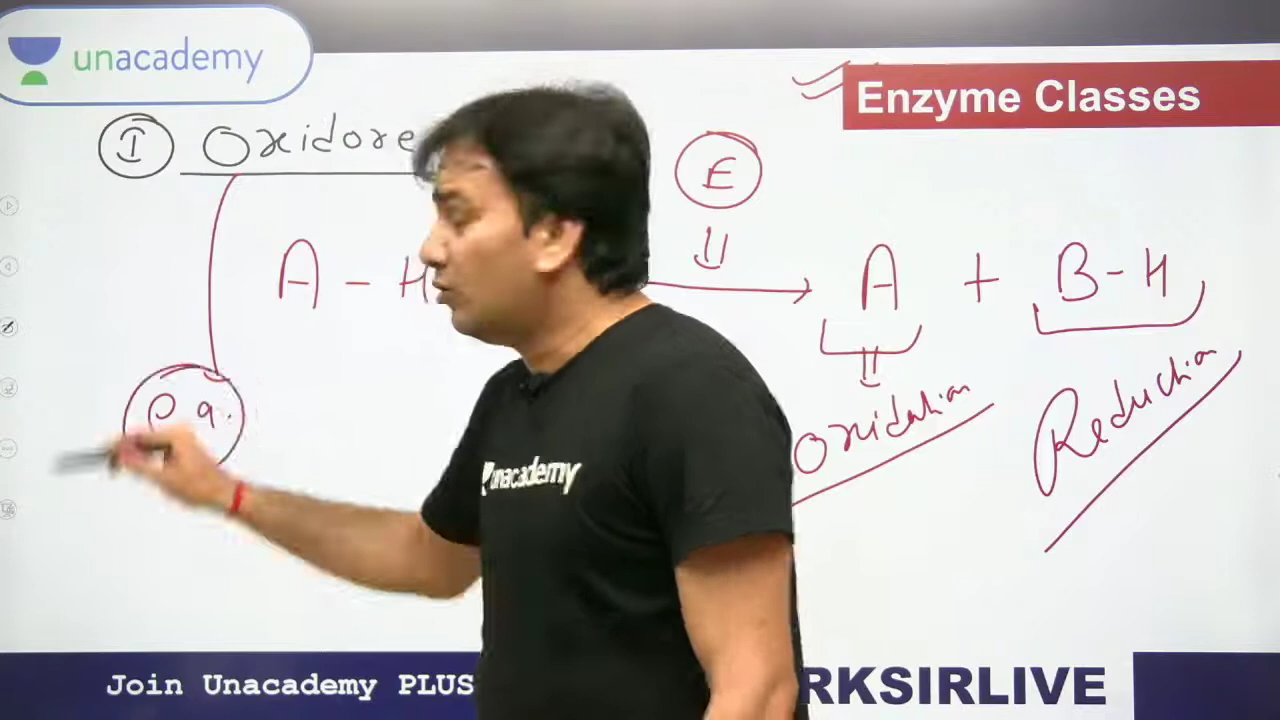 unacademy
Enzyme Classes
I Oxidore
E
A - H
A + B - H
e.g.
Oxidation
Reduction
unacademy
Join Unacademy PLUS
RKSIRLIVE